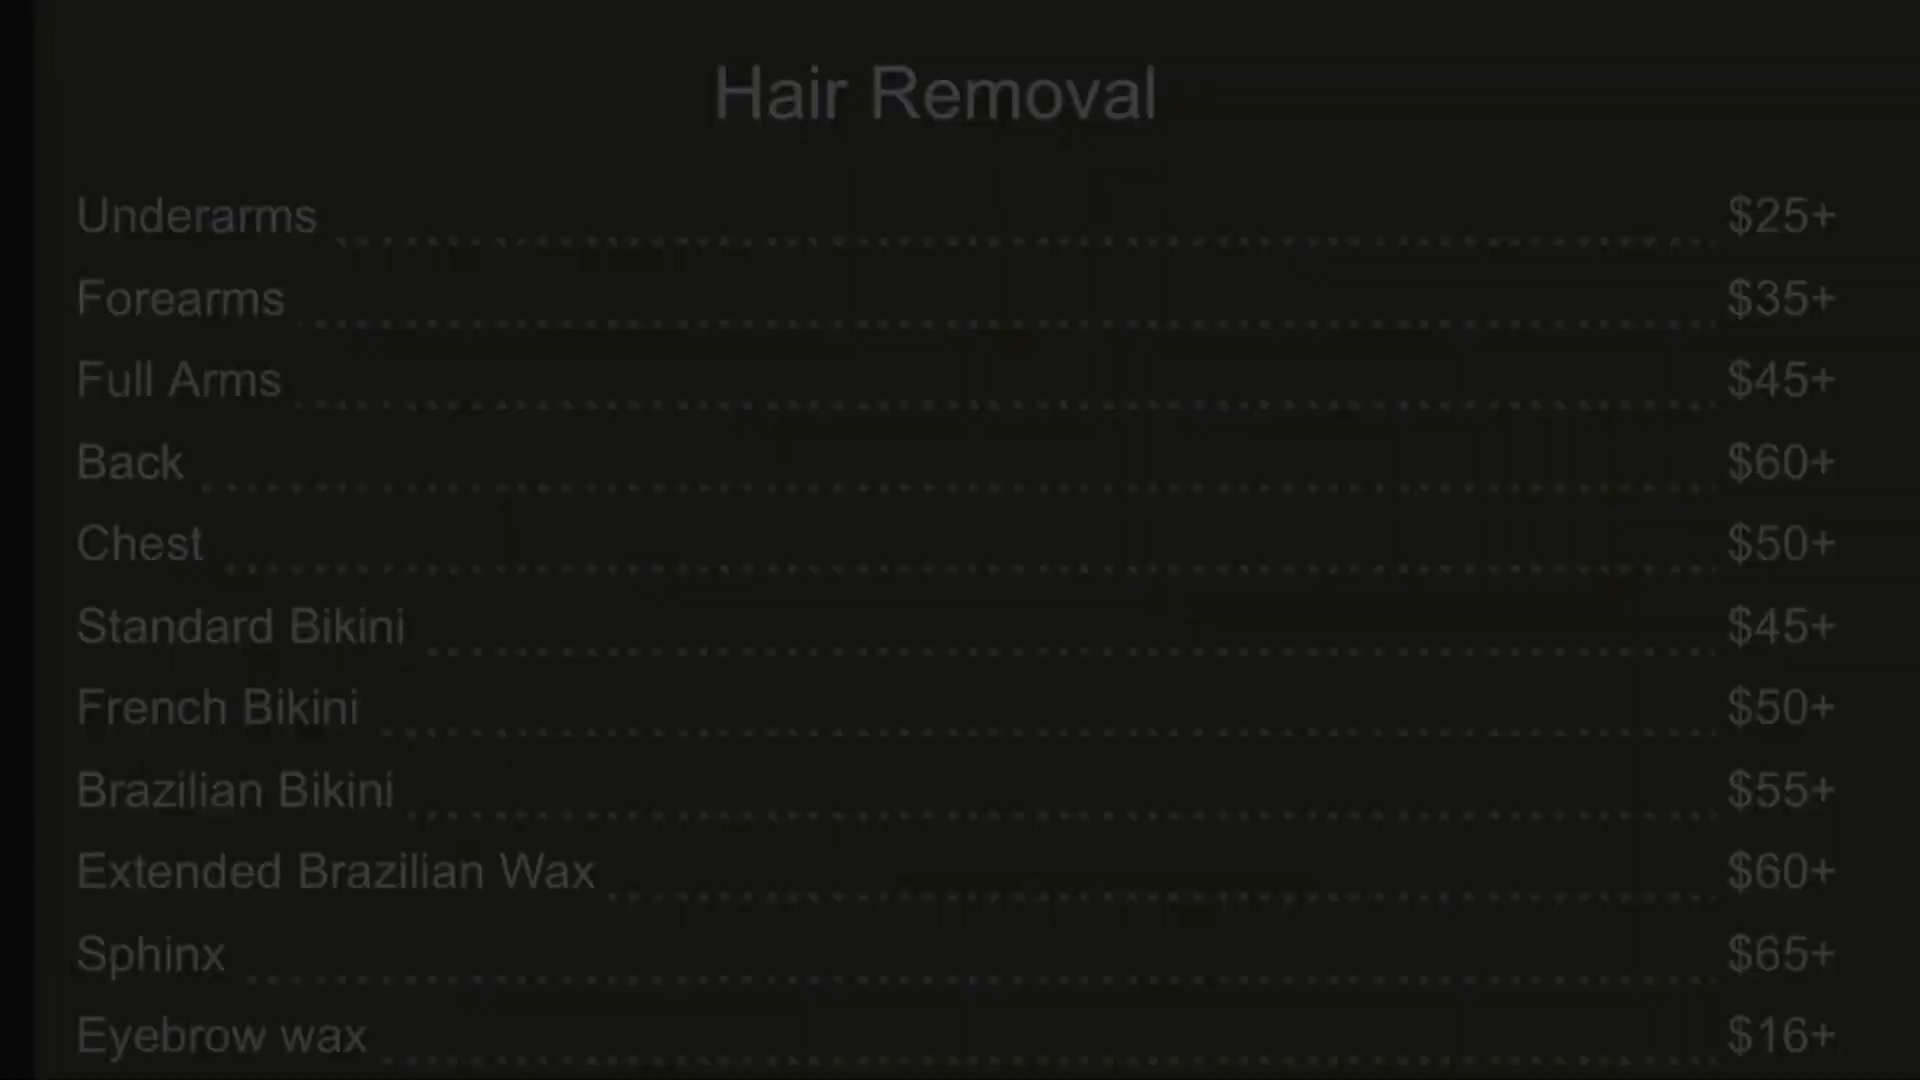 Hair Removal
Underarms $25+
Forearms $35+
Full Arms $45+
Back $60+
Chest $50+
Standard Bikini $45+
French Bikini $50+
Brazilian Bikini $55+
Extended Brazilian Wax $60+
Sphinx $65+
Eyebrow wax $16+